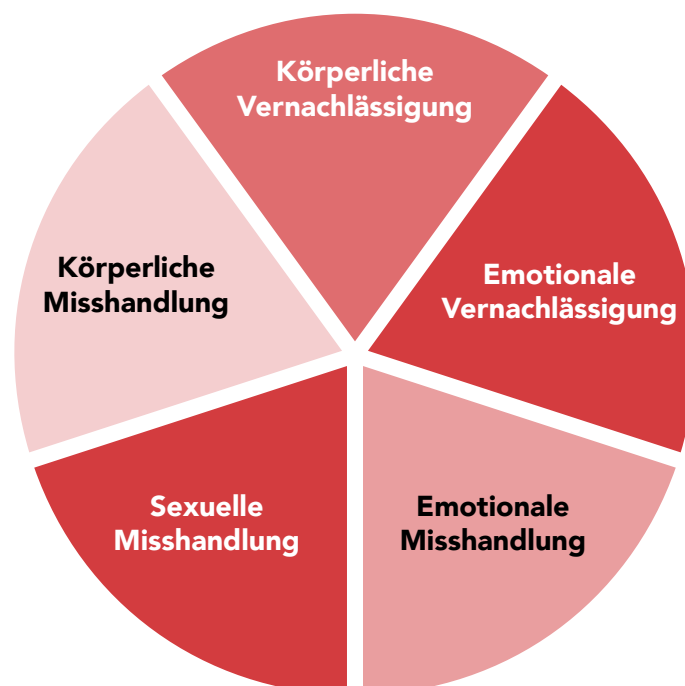 Körperliche
Vernachlässigung
Emotionale
Vernachlässigung
Emotionale
Misshandlung
Sexuelle
Misshandlung
Körperliche
Misshandlung